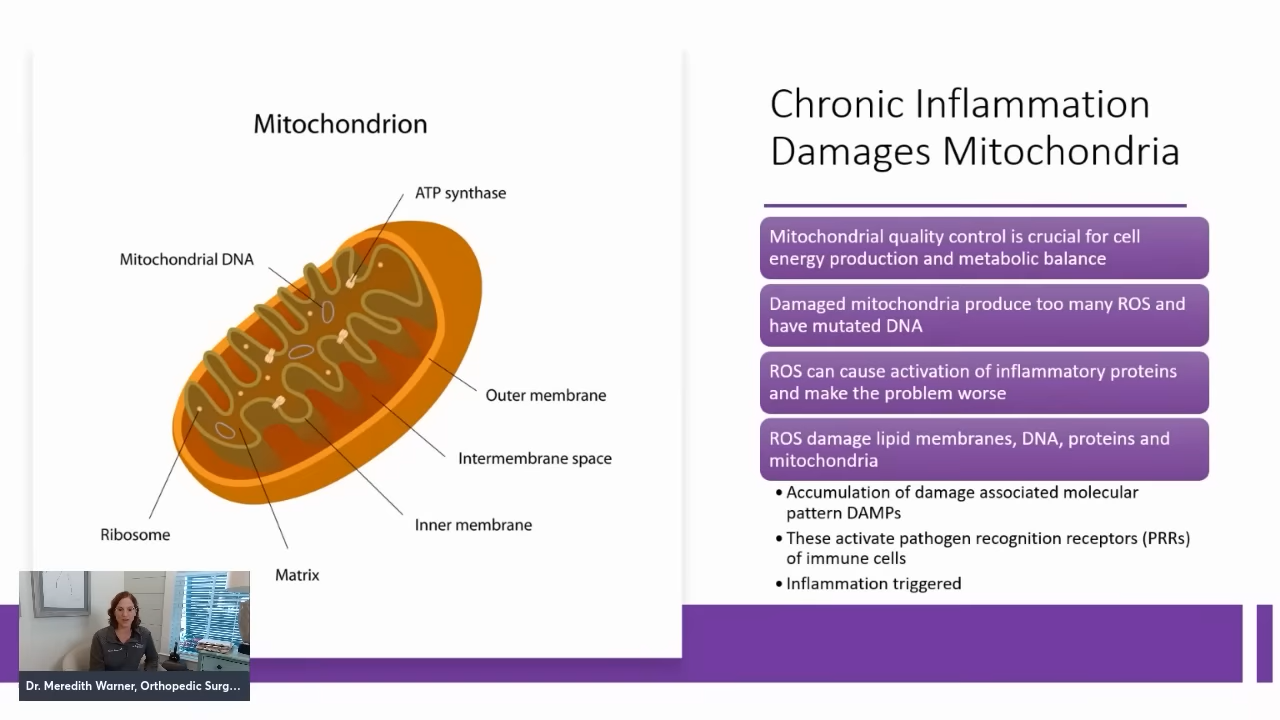 Mitochondrion
ATP synthase
Mitochondrial DNA
Outer membrane
Intermembrane space
Inner membrane
Ribosome
Matrix
Chronic Inflammation
Damages Mitochondria
Mitochondrial quality control is crucial for cell
energy production and metabolic balance
Damaged mitochondria produce too many ROS and
have mutated DNA
ROS can cause activation of inflammatory proteins
and make the problem worse
ROS damage lipid membranes, DNA, proteins and
mitochondria
• Accumulation of damage associated molecular
pattern DAMPs
• These activate pathogen recognition receptors (PRRs)
of immune cells
• Inflammation triggered
Dr. Meredith Warner, Orthopedic Surg...